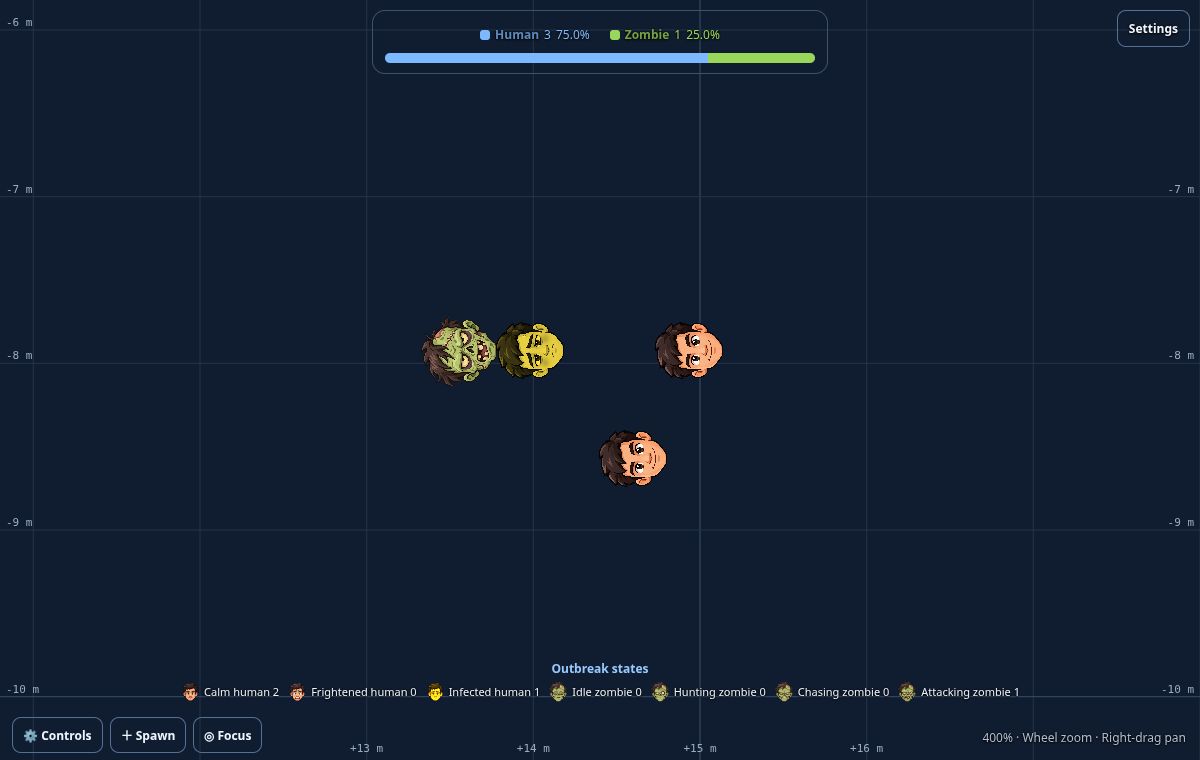 -6 m
Human 3 75.0% Zombie 1 25.0%
Settings
-7 m -7 m
-8 m -8 m
-9 m -9 m
Outbreak states
-10 m -10 m
Calm human 2 Frightened human 0 Infected human 1 Idle zombie 0 Hunting zombie 0 Chasing zombie 0 Attacking zombie 1
Controls + Spawn Focus
400% · Wheel zoom · Right-drag pan
+13 m +14 m +15 m +16 m